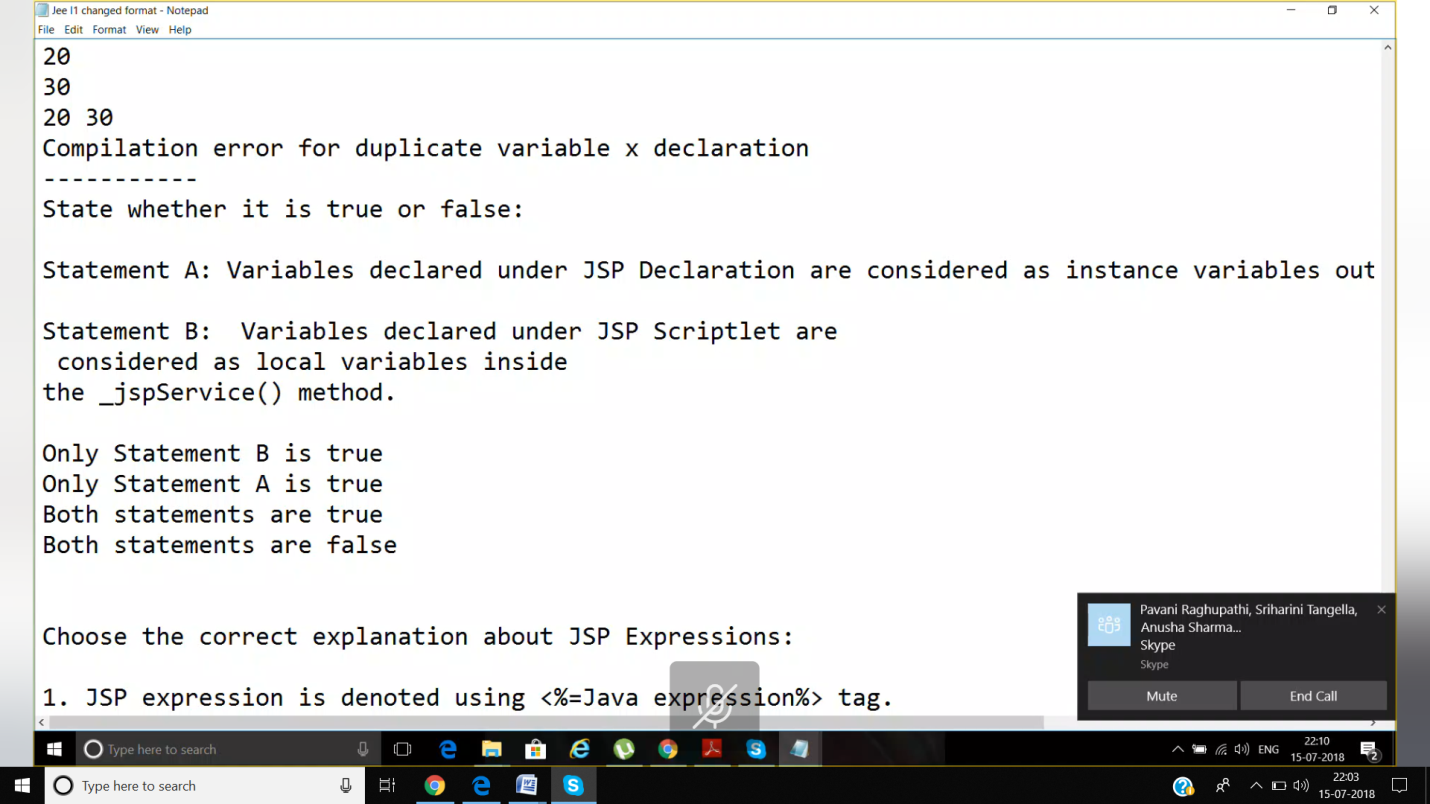 Jee I1 changed format - Notepad
File Edit Format View Help
20
30
20 30
Compilation error for duplicate variable x declaration
-----------
State whether it is true or false:
Statement A: Variables declared under JSP Declaration are considered as instance variables out
Statement B:  Variables declared under JSP Scriptlet are
considered as local variables inside
the _jspService() method.
Only Statement B is true
Only Statement A is true
Both statements are true
Both statements are false
Choose the correct explanation about JSP Expressions:
1. JSP expression is denoted using <%=Java expression%> tag.
Pavani Raghupathi, Sriharini Tangella,
Anusha Sharma...
Skype
Skype
Mute End Call
Type here to search
ENG
22:10
15-07-2018
2
Type here to search
22:03
15-07-2018